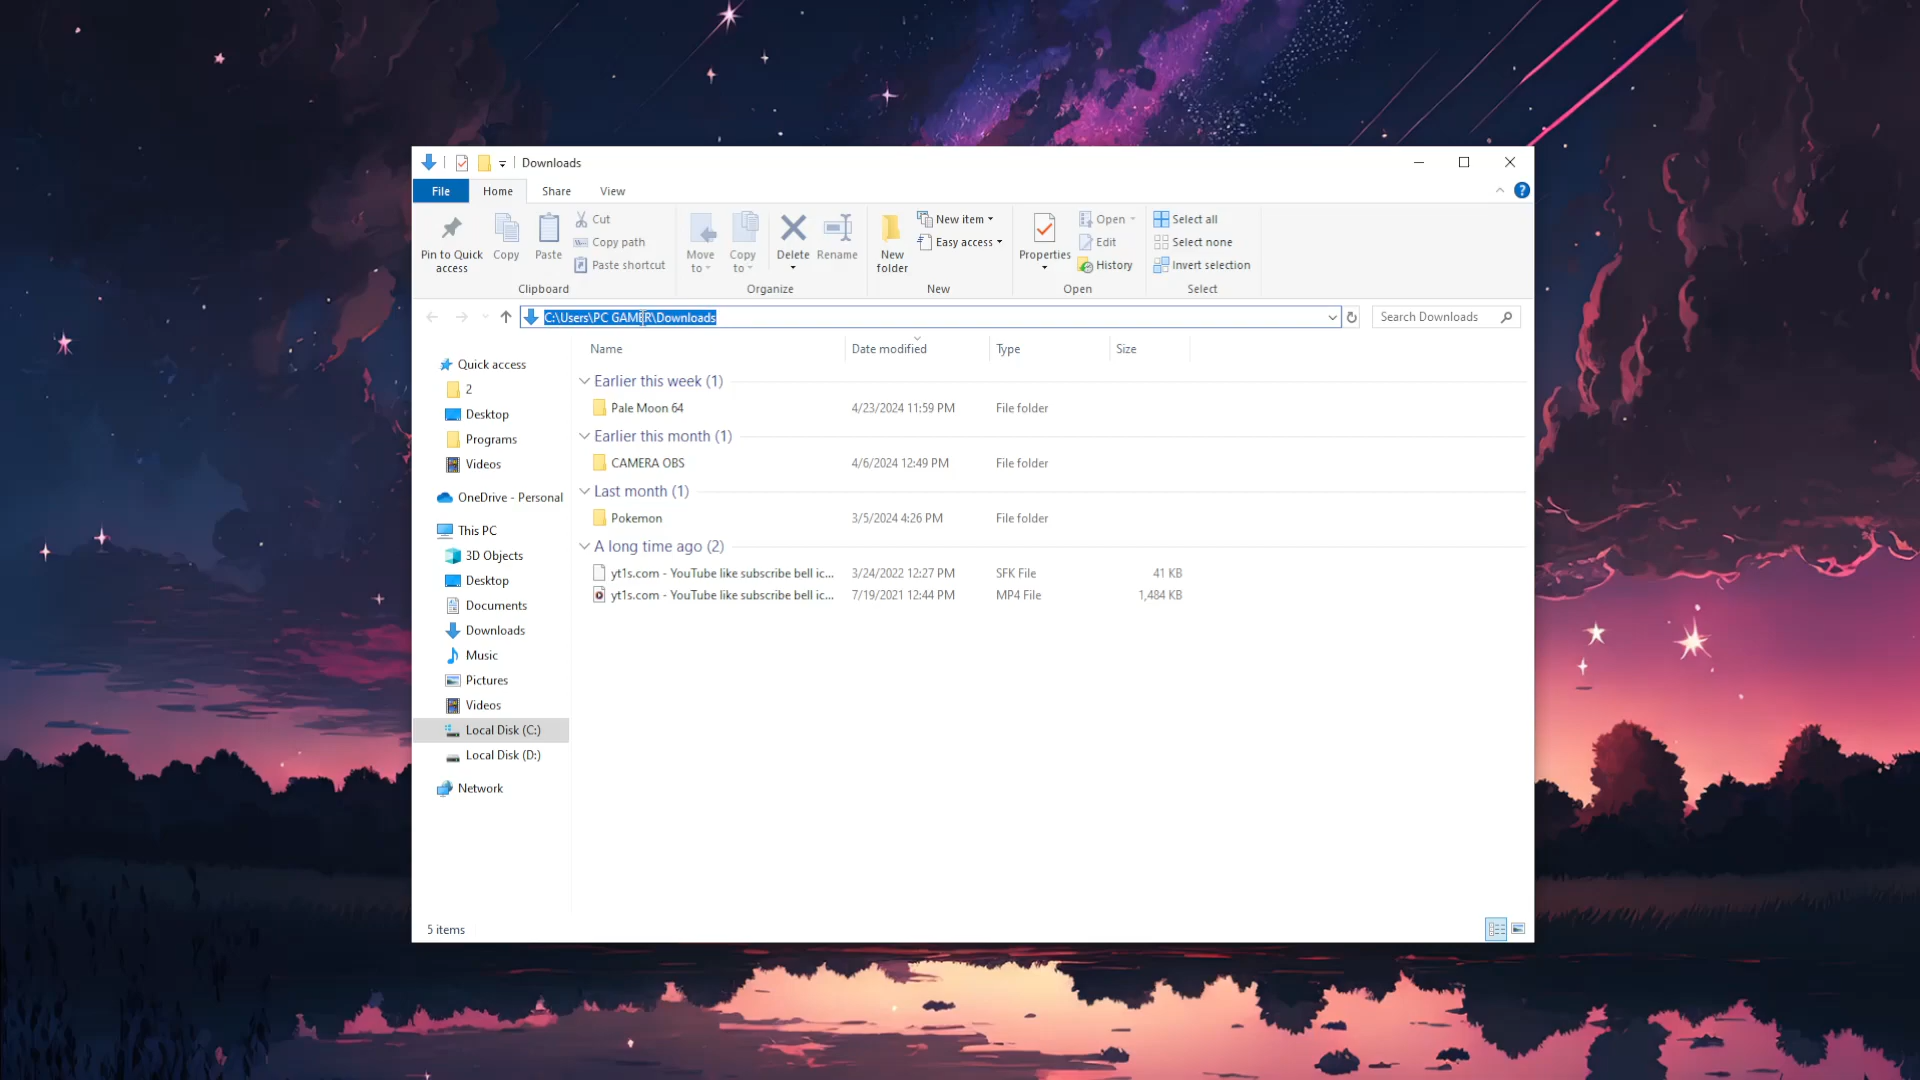 Downloads
File Home Share View
Pin to Quick access
Copy
Paste
Cut
Copy path
Paste shortcut
Clipboard
Move to
Copy to
Delete
Rename
Organize
New folder
New item
Easy access
New
Properties
Open
Edit
History
Open
Select all
Select none
Invert selection
Select
C:\Users\PC GAMER\Downloads
Search Downloads
Quick access
2
Desktop
Programs
Videos
OneDrive - Personal
This PC
3D Objects
Desktop
Documents
Downloads
Music
Pictures
Videos
Local Disk (C:)
Local Disk (D:)
Network
Name Date modified Type Size
Earlier this week (1)
Pale Moon 64 4/23/2024 11:59 PM File folder
Earlier this month (1)
CAMERA OBS 4/6/2024 12:49 PM File folder
Last month (1)
Pokemon 3/5/2024 4:26 PM File folder
A long time ago (2)
yt1s.com - YouTube like subscribe bell ic... 3/24/2022 12:27 PM SFK File 41 KB
yt1s.com - YouTube like subscribe bell ic... 7/19/2021 12:44 PM MP4 File 1,484 KB
5 items